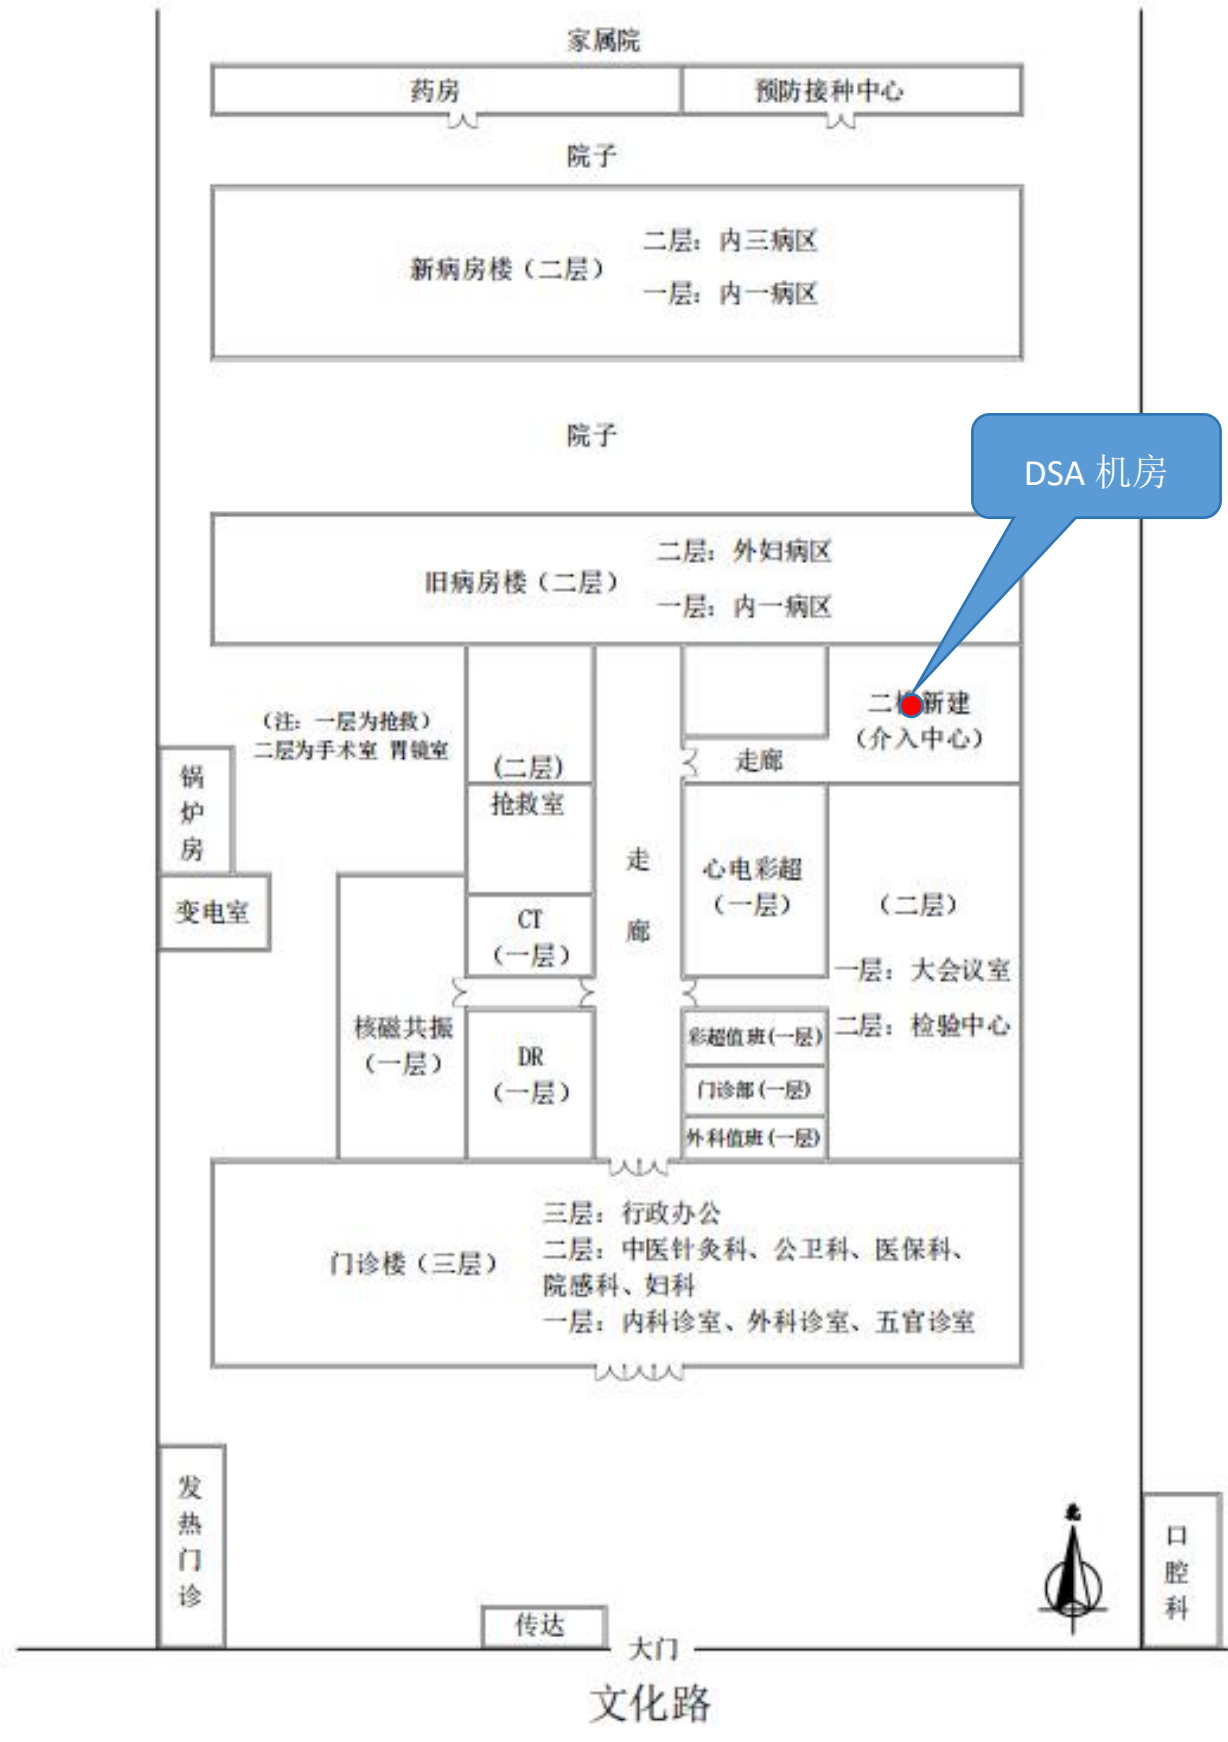 家属院
药房
预防接种中心
院子
新病房楼（二层）
二层：内三病区
一层：内一病区
院子
DSA 机房
旧病房楼（二层）
二层：外妇病区
一层：内一病区
（注：一层为抢救）
二层为手术室 胃镜室
(二层)
抢救室
走廊
二 新建
（介入中心）
走廊
锅炉房
变电室
CT
（一层）
心电彩超
（一层）
（二层）
一层：大会议室
二层：检验中心
核磁共振
（一层）
DR
（一层）
彩超值班(一层)
门诊部(一层)
外科值班(一层)
门诊楼（三层）
三层：行政办公
二层：中医针灸科、公卫科、医保科、
院感科、妇科
一层：内科诊室、外科诊室、五官诊室
发热门诊
北
口腔科
传达
大门
文化路